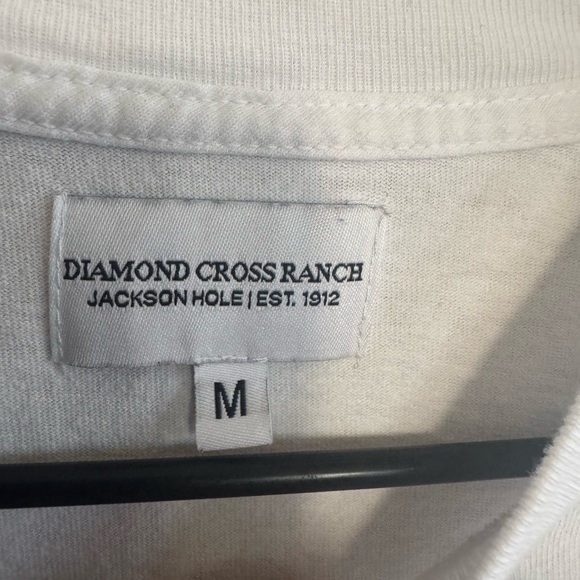 DIAMOND CROSS RANCH
JACKSON HOLE | EST. 1912
M